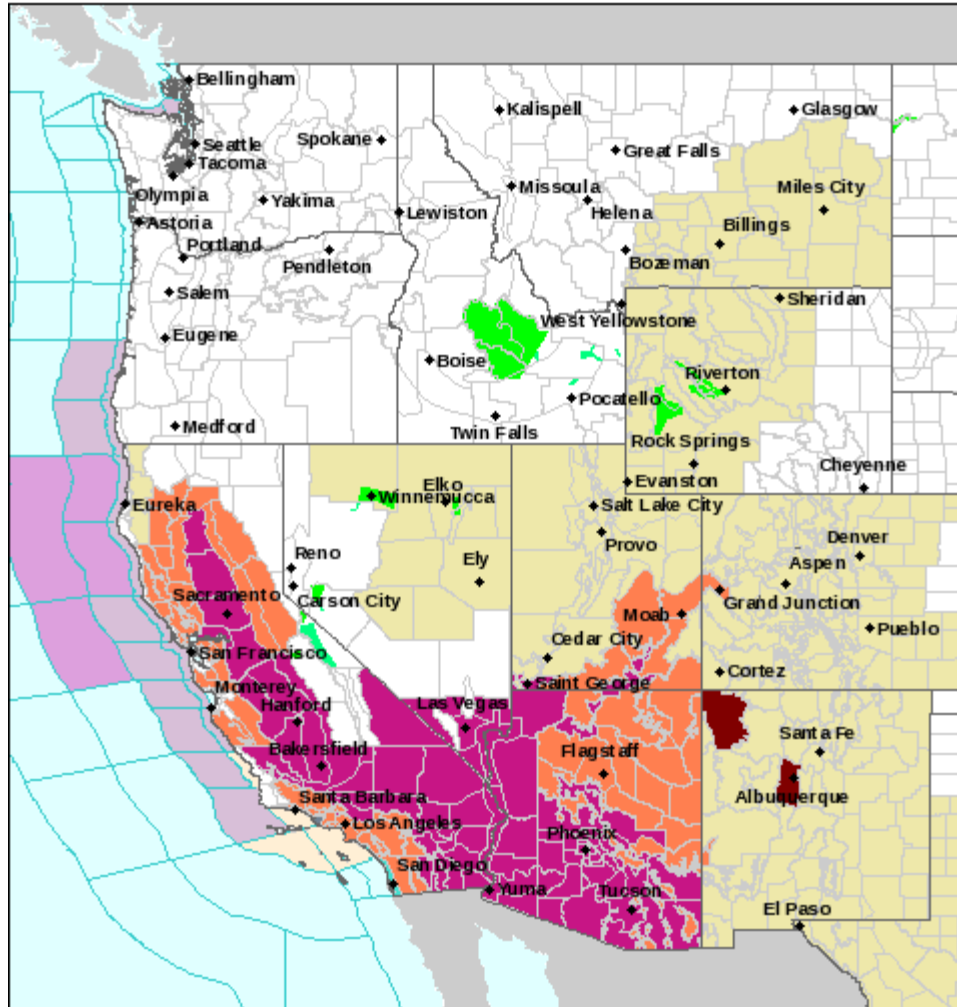 Bellingham
Kalispell
Glasgow
Seattle
Spokane
Great Falls
Tacoma
Missoula
Miles City
Olympia
Yakima
Lewiston
Helena
Astoria
Billings
Portland
Pendleton
Bozeman
Salem
Sheridan
West Yellowstone
Eugene
Boise
Riverton
Pocatello
Medford
Twin Falls
Rock Springs
Cheyenne
Elko
Evanston
Eureka
Winnemucca
Salt Lake City
Provo
Denver
Reno
Ely
Aspen
Sacramento
Carson City
Moab
Grand Junction
Pueblo
San Francisco
Cedar City
Cortez
Monterey
Saint George
Hanford
Las Vegas
Santa Fe
Bakersfield
Flagstaff
Santa Barbara
Albuquerque
Los Angeles
Phoenix
San Diego
Yuma
Tucson
El Paso